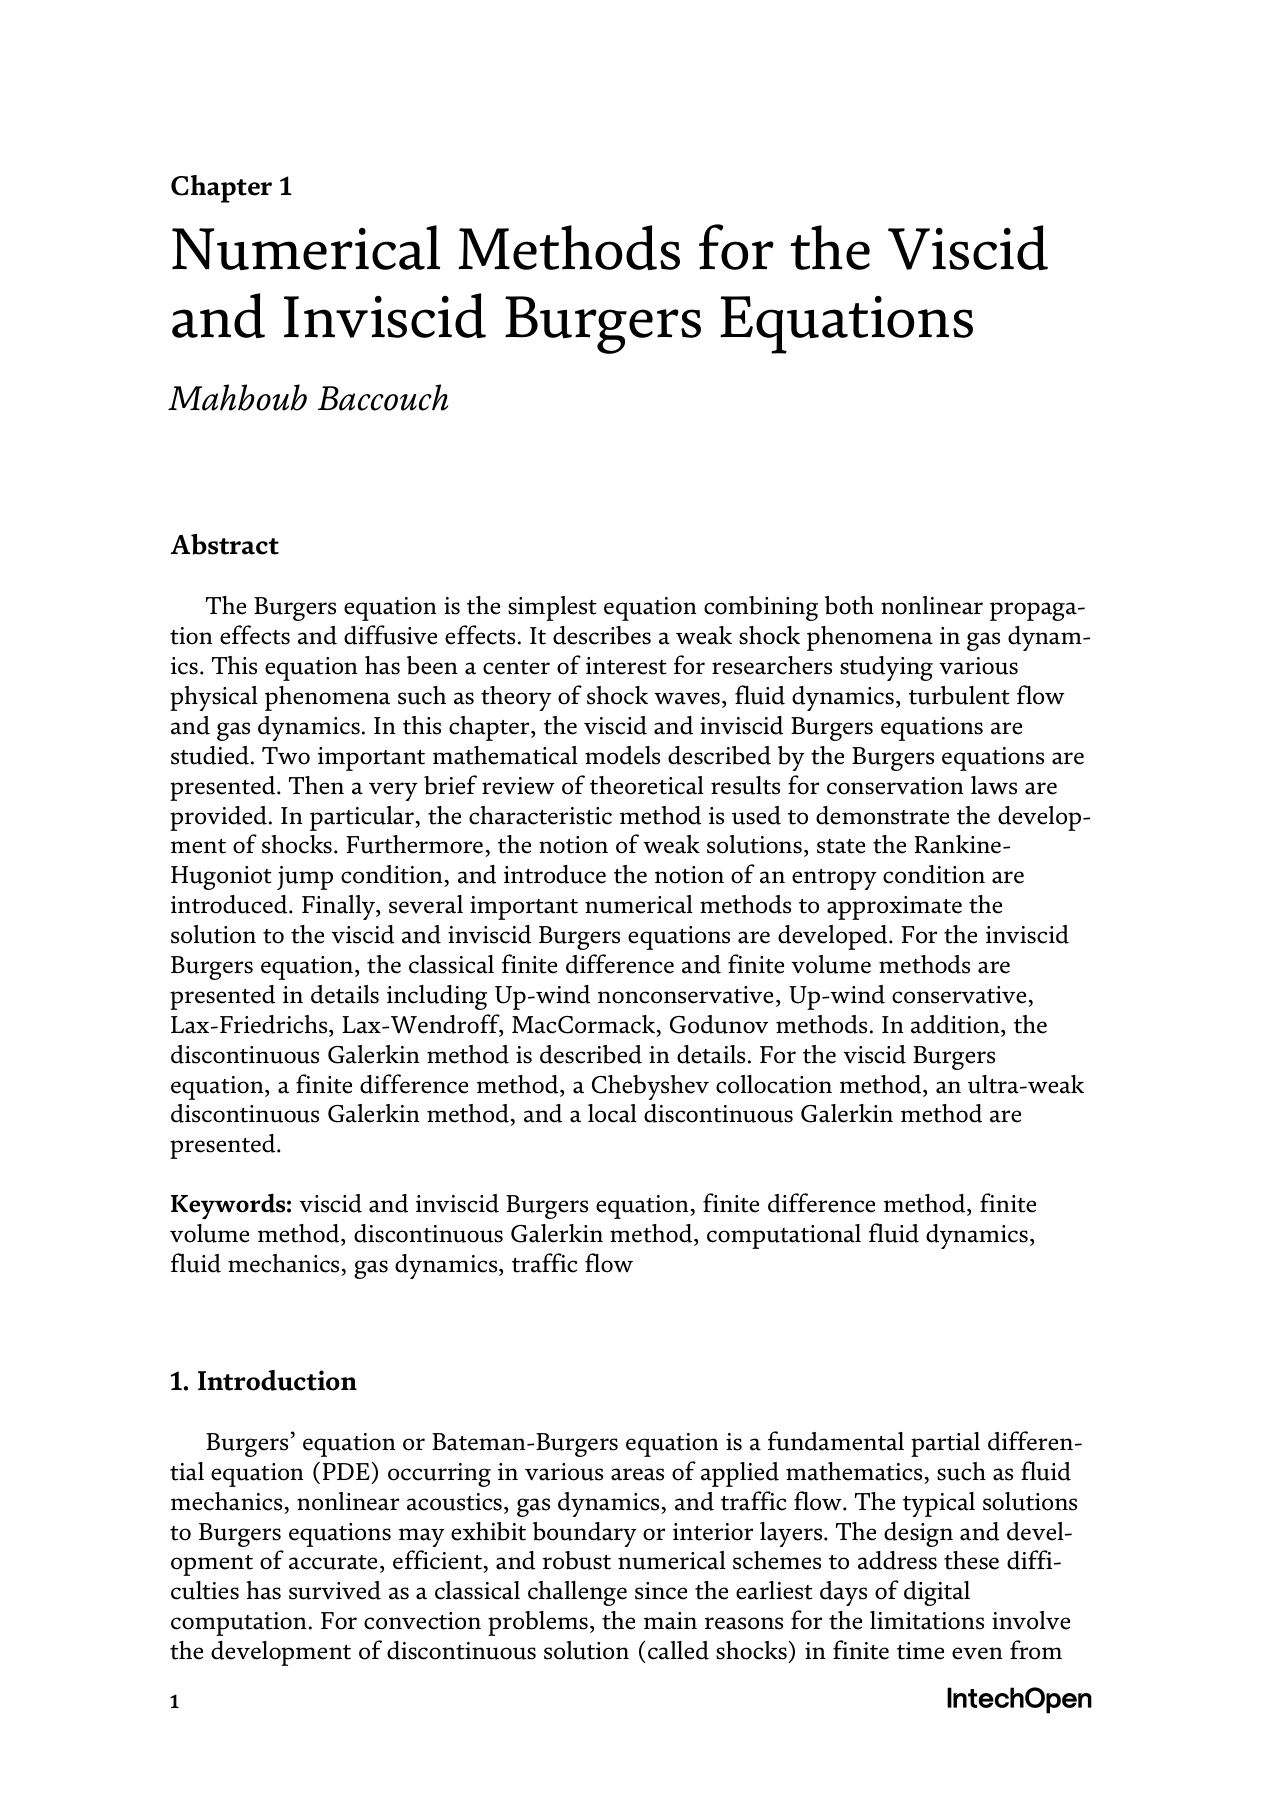 Chapter 1
Numerical Methods for the Viscid
and Inviscid Burgers Equations
Mahboub Baccouch
Abstract
The Burgers equation is the simplest equation combining both nonlinear propaga-
tion effects and diffusive effects. It describes a weak shock phenomena in gas dynam-
ics. This equation has been a center of interest for researchers studying various
physical phenomena such as theory of shock waves, fluid dynamics, turbulent flow
and gas dynamics. In this chapter, the viscid and inviscid Burgers equations are
studied. Two important mathematical models described by the Burgers equations are
presented. Then a very brief review of theoretical results for conservation laws are
provided. In particular, the characteristic method is used to demonstrate the develop-
ment of shocks. Furthermore, the notion of weak solutions, state the Rankine-
Hugoniot jump condition, and introduce the notion of an entropy condition are
introduced. Finally, several important numerical methods to approximate the
solution to the viscid and inviscid Burgers equations are developed. For the inviscid
Burgers equation, the classical finite difference and finite volume methods are
presented in details including Up-wind nonconservative, Up-wind conservative,
Lax-Friedrichs, Lax-Wendroff, MacCormack, Godunov methods. In addition, the
discontinuous Galerkin method is described in details. For the viscid Burgers
equation, a finite difference method, a Chebyshev collocation method, an ultra-weak
discontinuous Galerkin method, and a local discontinuous Galerkin method are
presented.
Keywords: viscid and inviscid Burgers equation, finite difference method, finite
volume method, discontinuous Galerkin method, computational fluid dynamics,
fluid mechanics, gas dynamics, traffic flow
1. Introduction
Burgers’ equation or Bateman-Burgers equation is a fundamental partial differen-
tial equation (PDE) occurring in various areas of applied mathematics, such as fluid
mechanics, nonlinear acoustics, gas dynamics, and traffic flow. The typical solutions
to Burgers equations may exhibit boundary or interior layers. The design and devel-
opment of accurate, efficient, and robust numerical schemes to address these diffi-
culties has survived as a classical challenge since the earliest days of digital
computation. For convection problems, the main reasons for the limitations involve
the development of discontinuous solution (called shocks) in finite time even from
1
IntechOpen